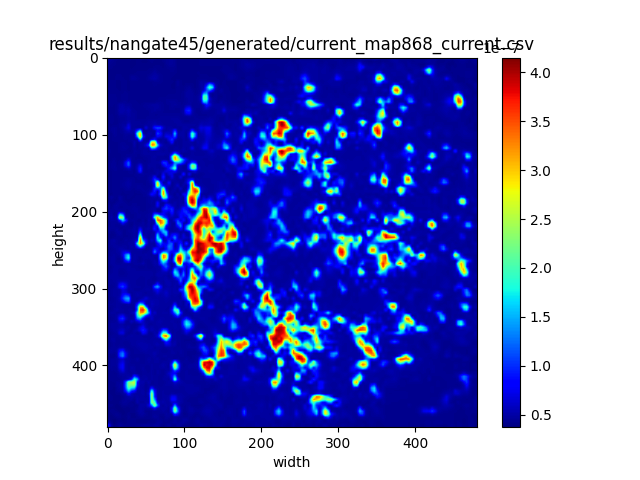 results/nangate45/generated/current_map868_current.csv
1e−7
0
100
200
300
400
height
0 100 200 300 400
width
4.0
3.5
3.0
2.5
2.0
1.5
1.0
0.5